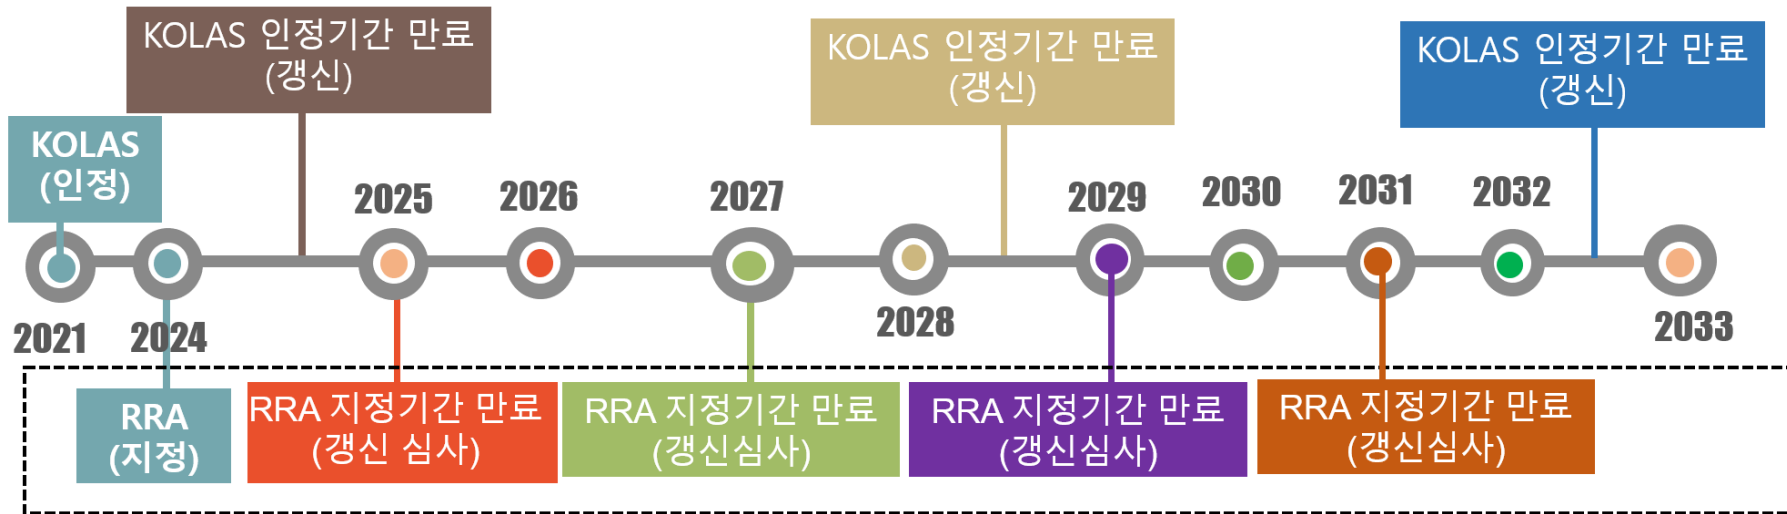 KOLAS 인정기간 만료
(갱신)
KOLAS 인정기간 만료
(갱신)
KOLAS 인정기간 만료
(갱신)
KOLAS
(인정)
2025
2026
2027
2029
2030
2031
2032
2021
2024
2028
2033
RRA
(지정)
RRA 지정기간 만료
(갱신 심사)
RRA 지정기간 만료
(갱신심사)
RRA 지정기간 만료
(갱신심사)
RRA 지정기간 만료
(갱신심사)